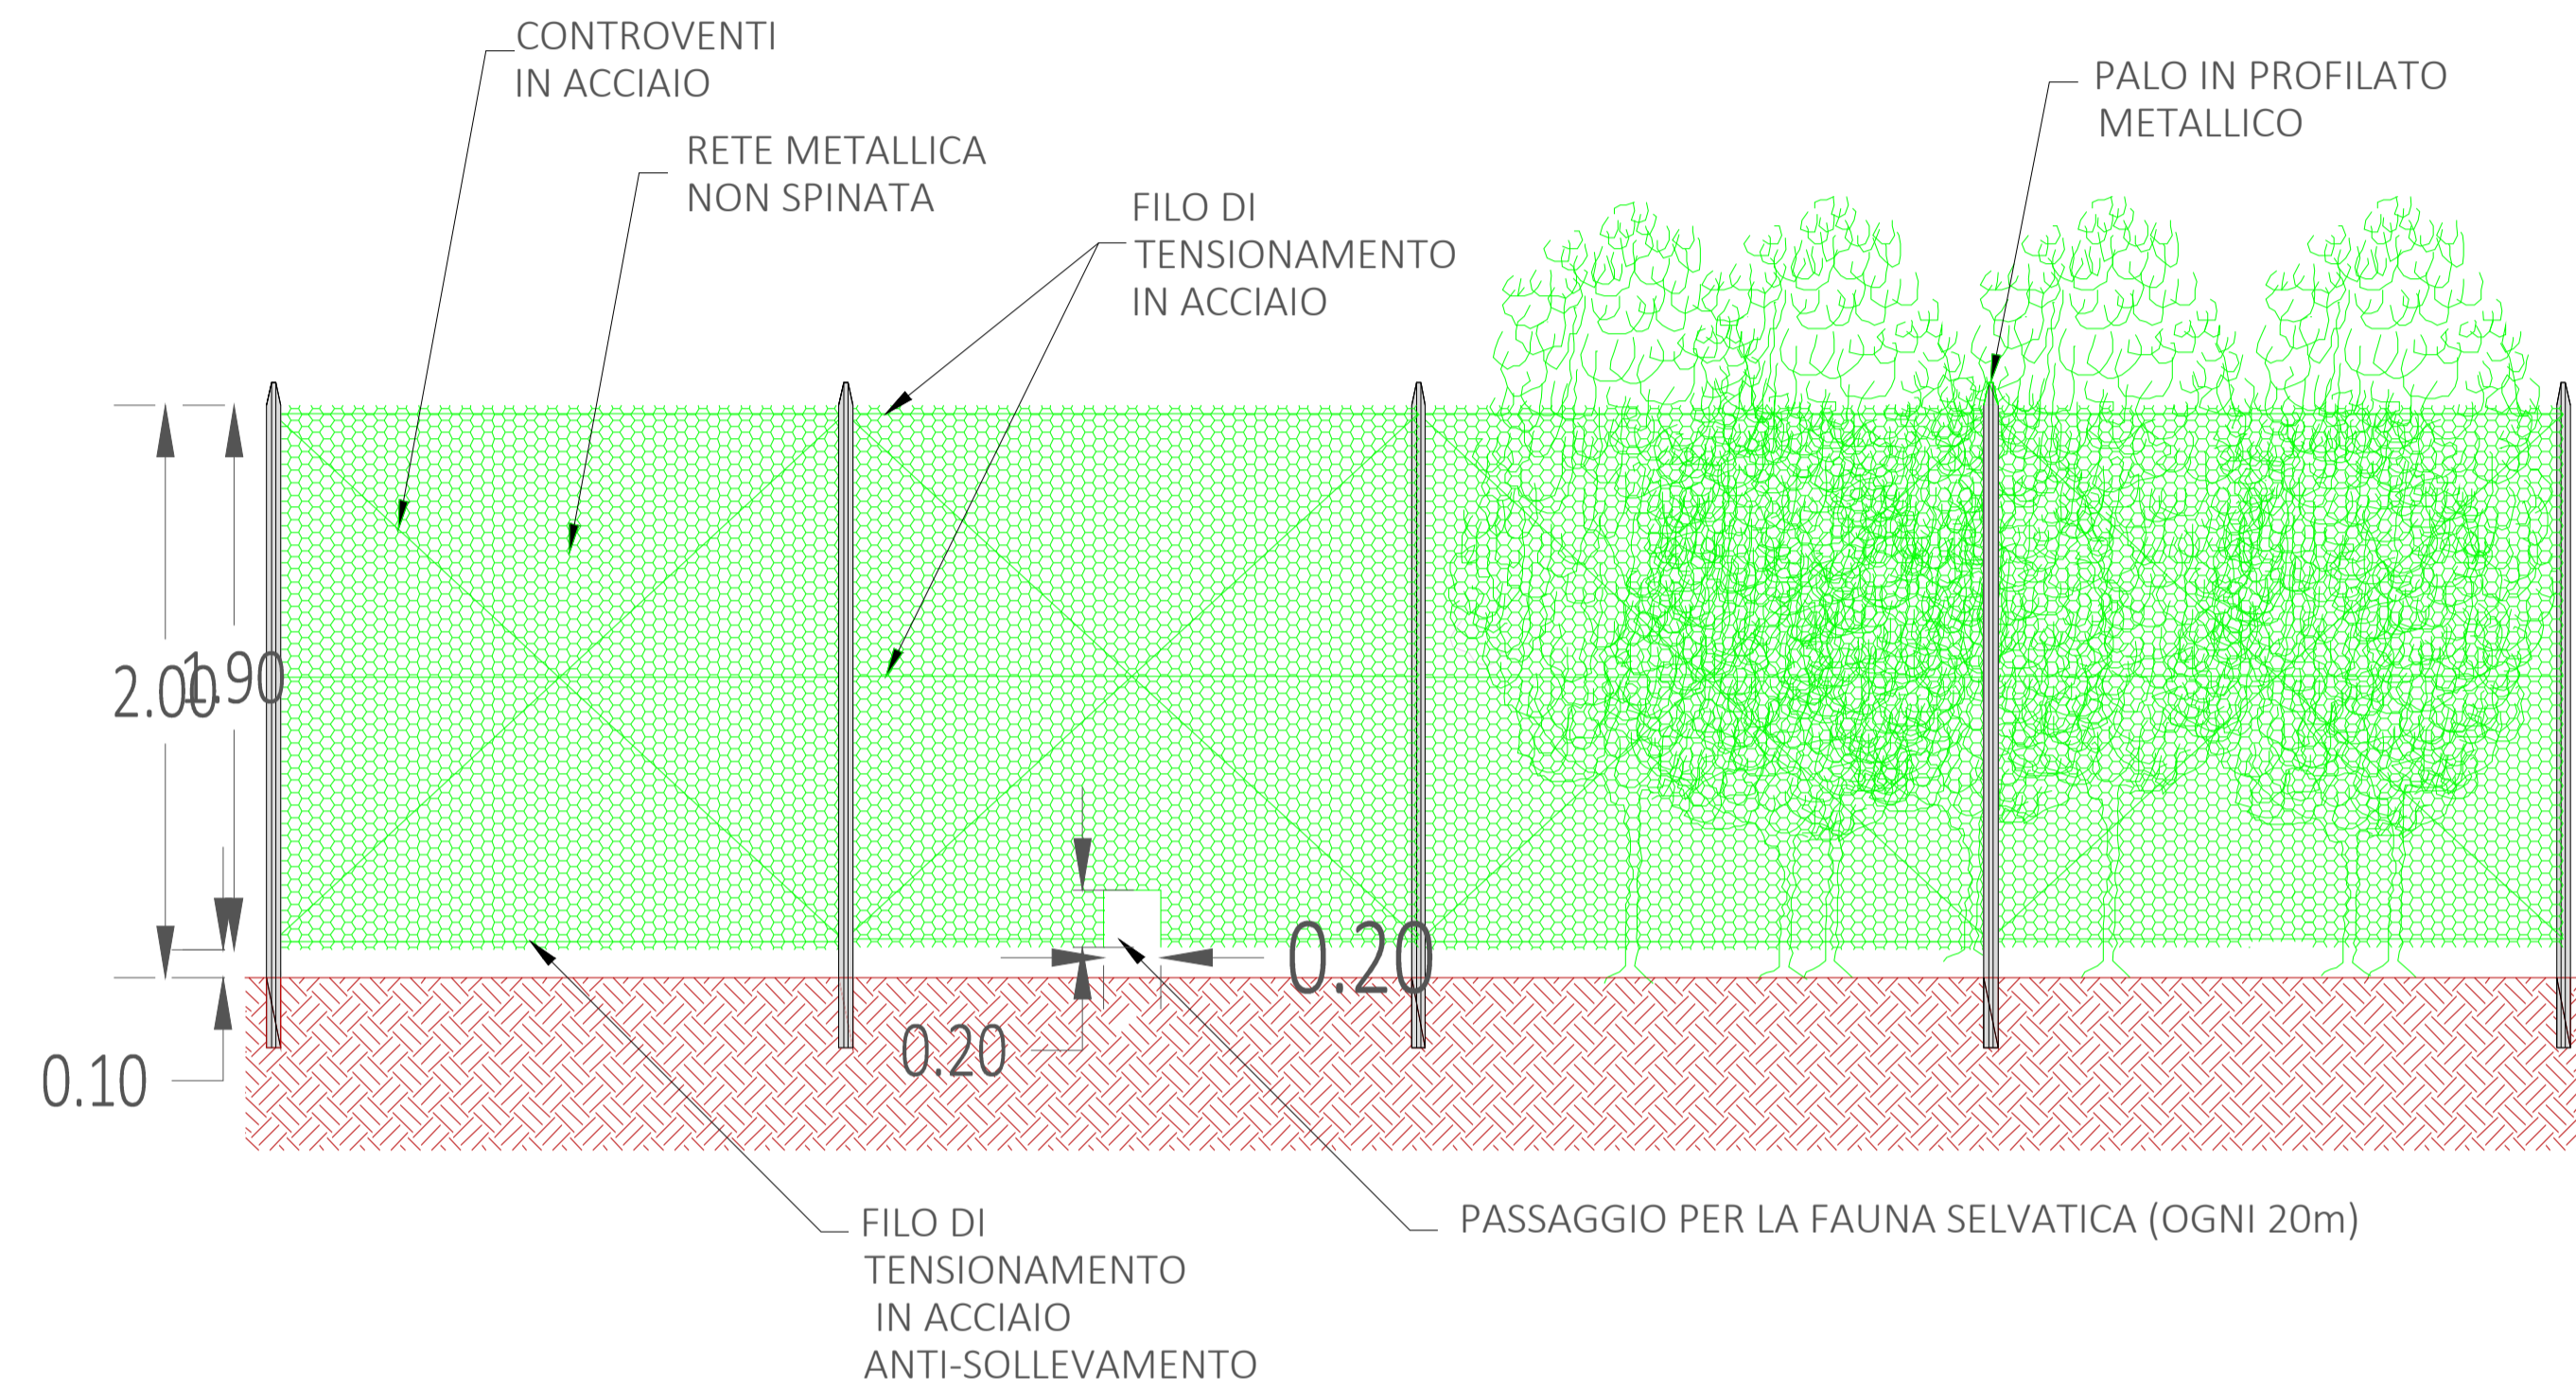 CONTROVENTI
IN ACCIAIO
RETE METALLICA
NON SPINATA
FILO DI
TENSIONAMENTO
IN ACCIAIO
PALO IN PROFILATO
METALLICO
2.00
1.90
0.20
0.20
0.10
FILO DI
TENSIONAMENTO
IN ACCIAIO
ANTI-SOLLEVAMENTO
PASSAGGIO PER LA FAUNA SELVATICA (OGNI 20m)